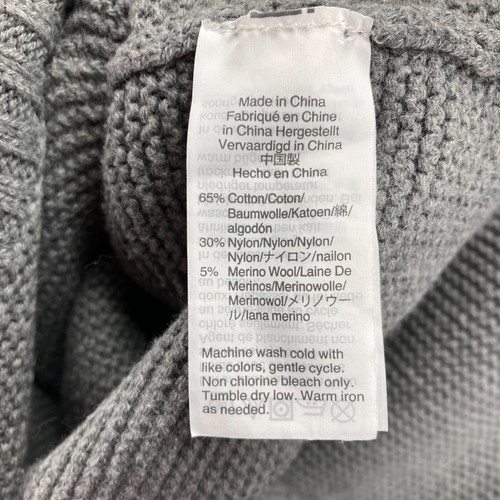 Made in China
Fabriqué en Chine
in China Hergestellt
Vervaardigd in China
中国製
Hecho en China
65% Cotton/Coton/
Baumwolle/Katoen/綿/
algodón
30% Nylon/Nylon/Nylon/
Nylon/ナイロン/nailon
5% Merino Wool/Laine De
Merinos/Merinowolle/
Merinowol/メリノウー
ル/lana merino
Machine wash cold with
like colors, gentle cycle.
Non chlorine bleach only.
Tumble dry low. Warm iron
as needed.